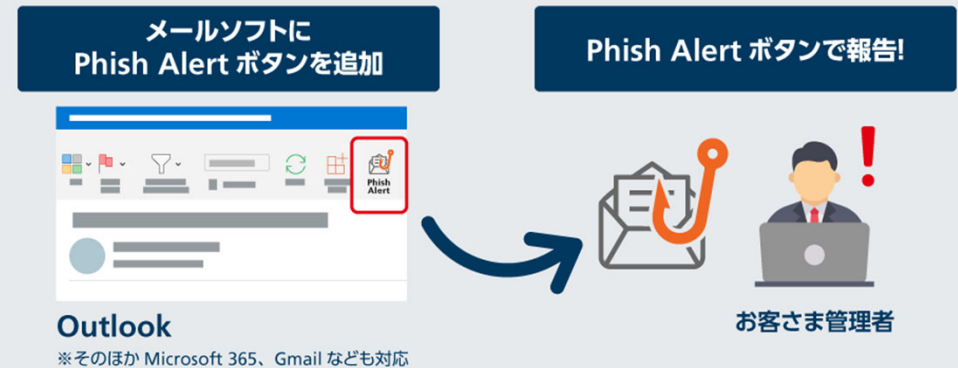 メールソフトに
Phish Alert ボタンを追加
Phish Alert ボタンで報告!
Phish
Alert
Outlook
※そのほか Microsoft 365、Gmail なども対応
お客さま管理者